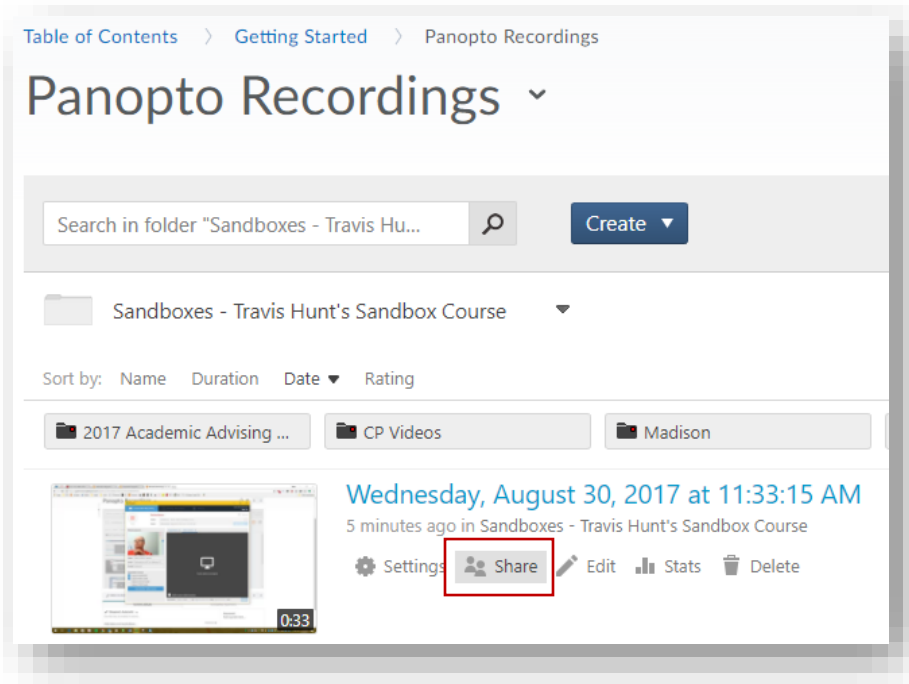 Table of Contents > Getting Started > Panopto Recordings
Panopto Recordings
Search in folder "Sandboxes - Travis Hu...
Create
Sandboxes - Travis Hunt's Sandbox Course
Sort by: Name Duration Date Rating
2017 Academic Advising ... CP Videos Madison
Wednesday, August 30, 2017 at 11:33:15 AM
5 minutes ago in Sandboxes - Travis Hunt's Sandbox Course
Settings Share Edit Stats Delete
0:33